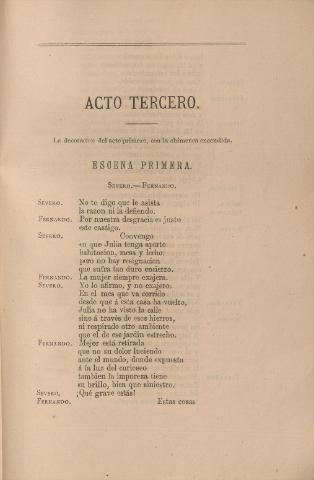 ACTO TERCERO.
La decoracion del acto primero, con la chimenea encendida.
ESCENA PRIMERA.
SEVERO.—FERNANDO.
SEVERO. No te digo que le asista
la razon ni la defiendo.
FERNANDO. Por nuestra desgracia es justo
este castigo.
SEVERO. Convengo
en que Julia tenga aparte
habitacion, mesa y lecho;
pero no hay resignacion
que sufra tan duro encierro.
FERNANDO. La mujer siempre exajera.
SEVERO. Yo lo afirmo, y no exajero.
En el mes que va corrido
desde que á esta casa ha vuelto,
Julia no ha visto la calle
sino á través de esos hierros,
ni respirado otro ambiente
que el de ese jardin estrecho.
FERNANDO. Mejor está retirada
que no su dolor luciendo
ante el mundo, donde expuesta
á la luz del curioseo
tambien la impureza tiene
su brillo, bien que siniestro.
SEVERO. ¡Qué grave estás!
FERNANDO. Estas cosas